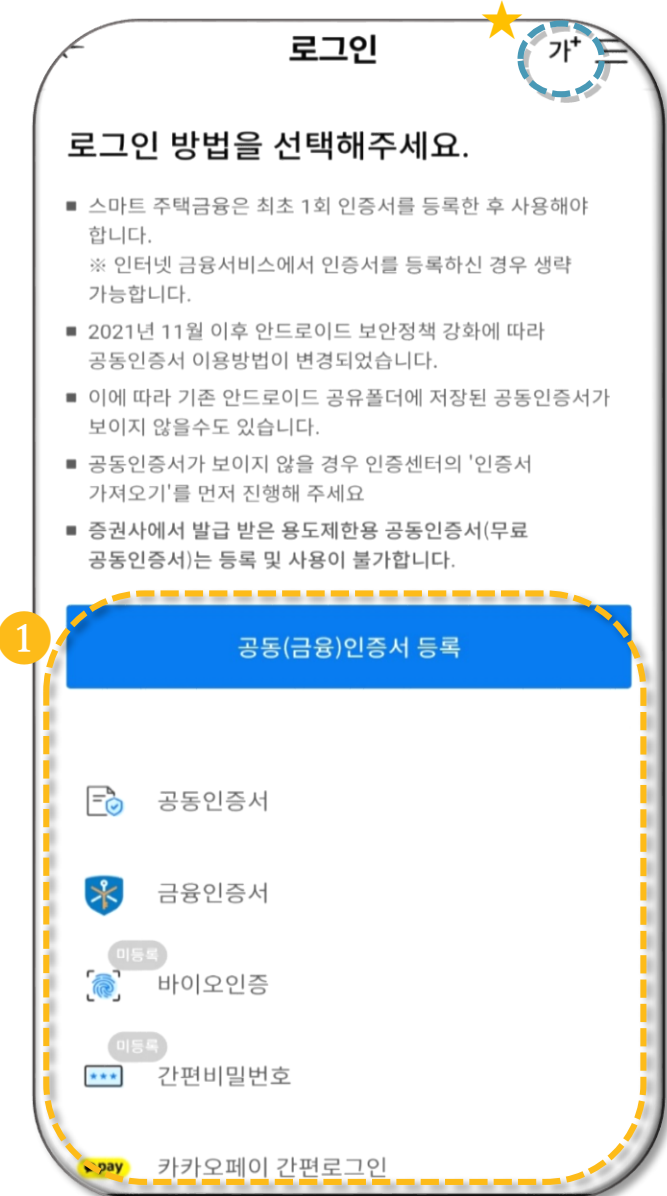 로그인
가+
로그인 방법을 선택해주세요.
■ 스마트 주택금융은 최초 1회 인증서를 등록한 후 사용해야
합니다.
※ 인터넷 금융서비스에서 인증서를 등록하신 경우 생략
가능합니다.
■ 2021년 11월 이후 안드로이드 보안정책 강화에 따라
공동인증서 이용방법이 변경되었습니다.
■ 이에 따라 기존 안드로이드 공유폴더에 저장된 공동인증서가
보이지 않을수도 있습니다.
■ 공동인증서가 보이지 않을 경우 인증센터의 '인증서
가져오기'를 먼저 진행해 주세요
■ 증권사에서 발급 받은 용도제한용 공동인증서(무료
공동인증서)는 등록 및 사용이 불가합니다.
1
공동(금융)인증서 등록
공동인증서
금융인증서
미등록
바이오인증
미등록
간편비밀번호
pay
카카오페이 간편로그인